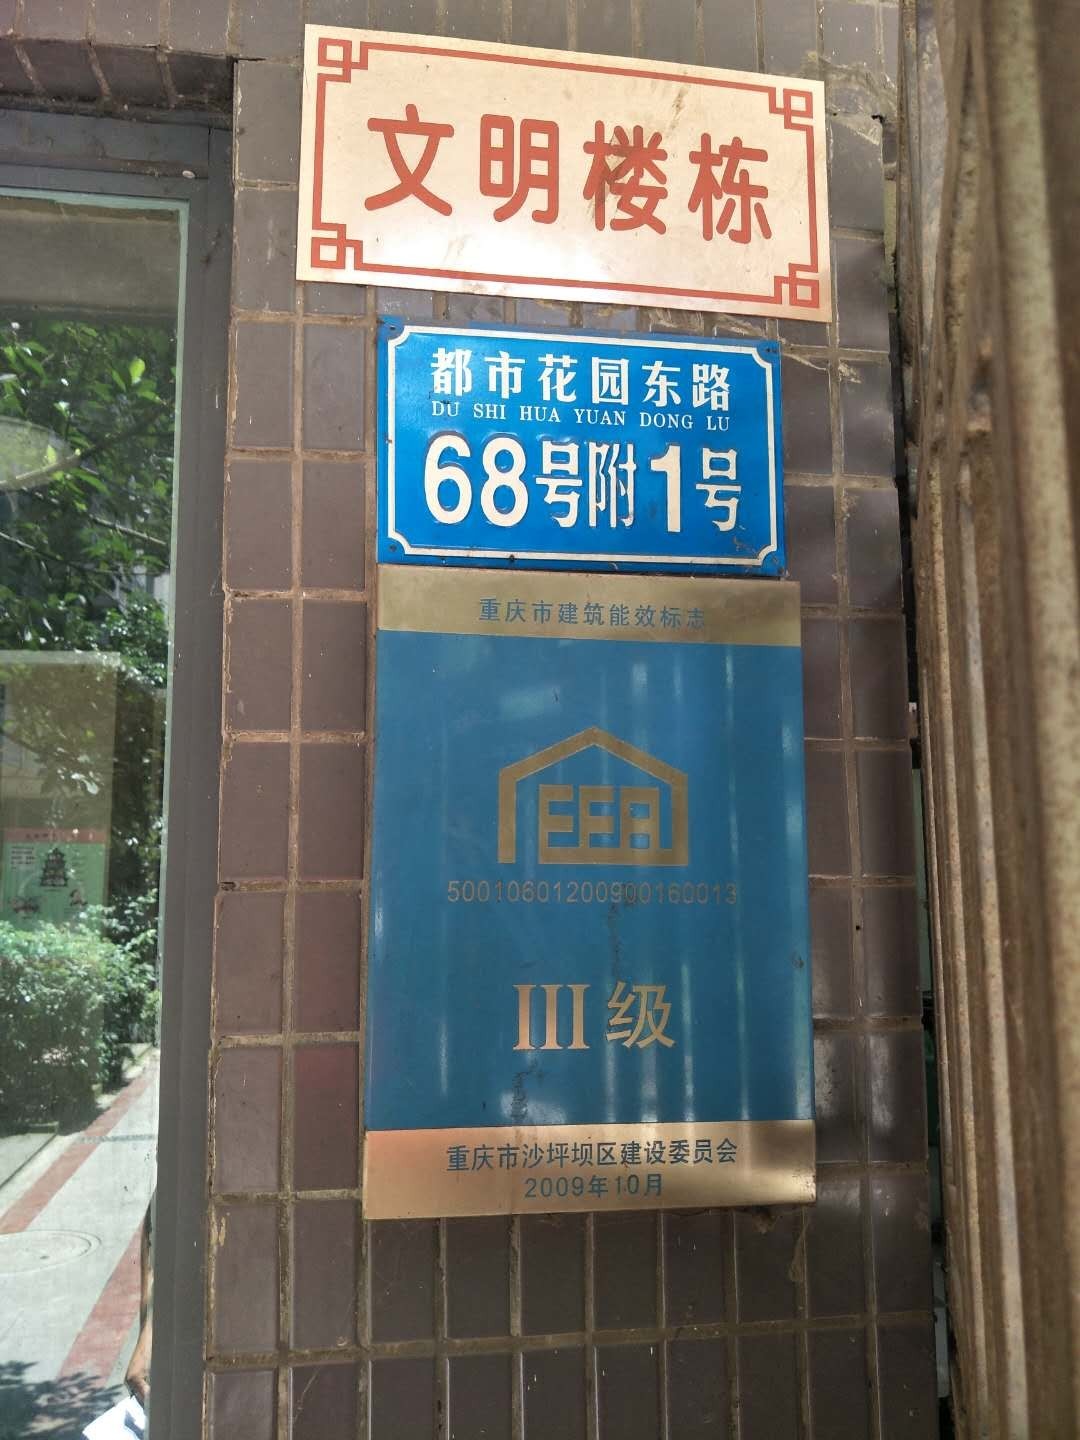 文明楼栋
都市花园东路
DU SHI HUA YUAN DONG LU
68号附1号
重庆市建筑能效标志
EEA
50010601200900160013
III级
重庆市沙坪坝区建设委员会
2009年10月